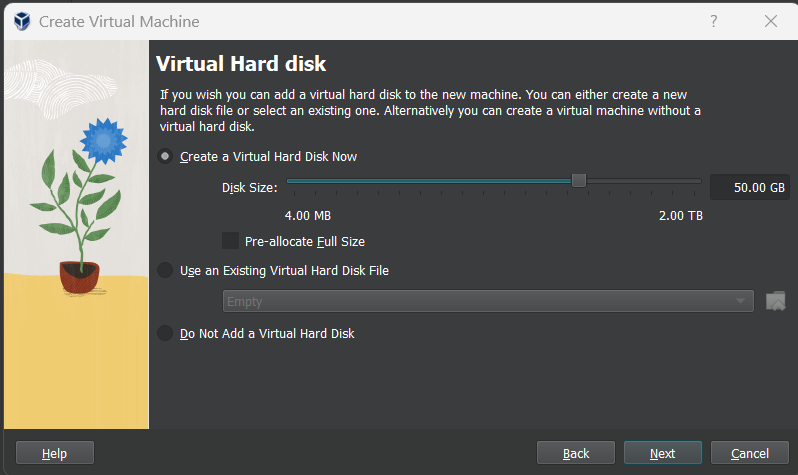 Create Virtual Machine
?
Virtual Hard disk
If you wish you can add a virtual hard disk to the new machine. You can either create a new
hard disk file or select an existing one. Alternatively you can create a virtual machine without a
virtual hard disk.
Create a Virtual Hard Disk Now
Disk Size:
50.00 GB
4.00 MB
2.00 TB
Pre-allocate Full Size
Use an Existing Virtual Hard Disk File
Empty
Do Not Add a Virtual Hard Disk
Help
Back
Next
Cancel